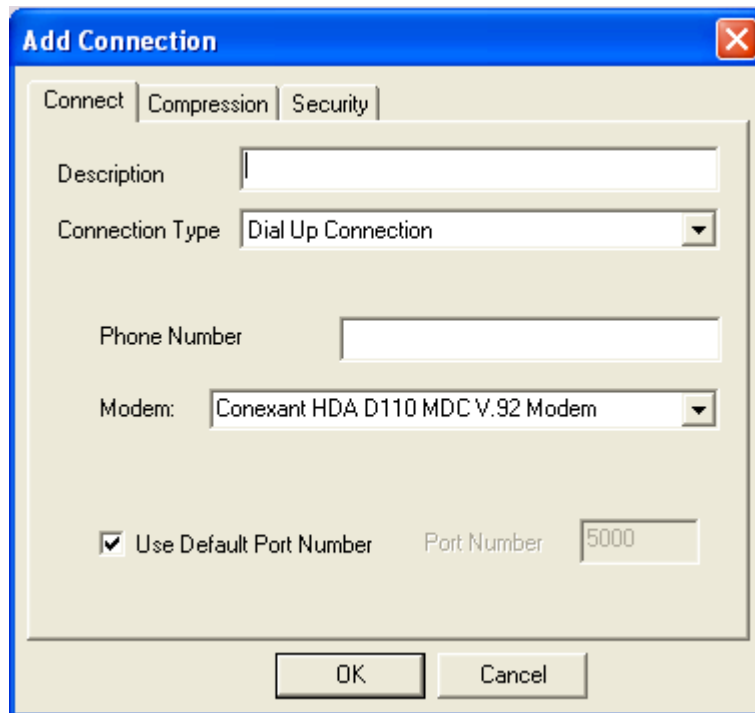 Add Connection
Connect Compression Security
Description
Connection Type Dial Up Connection
Phone Number
Modem: Conexant HDA D110 MDC V.92 Modem
Use Default Port Number Port Number 5000
OK Cancel